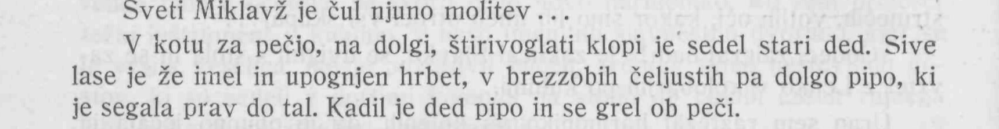 Sveti Miklavž je čul njuno molitev . . .
V kotu za pečjo, na dolgi, štirivoglati klopi je sedel stari ded. Sive
lase je že imel in upognjen hrbet, v brezzobih čeljustih pa dolgo pipo, ki
je segala prav do tal. Kadil je ded pipo in se grel ob peči.